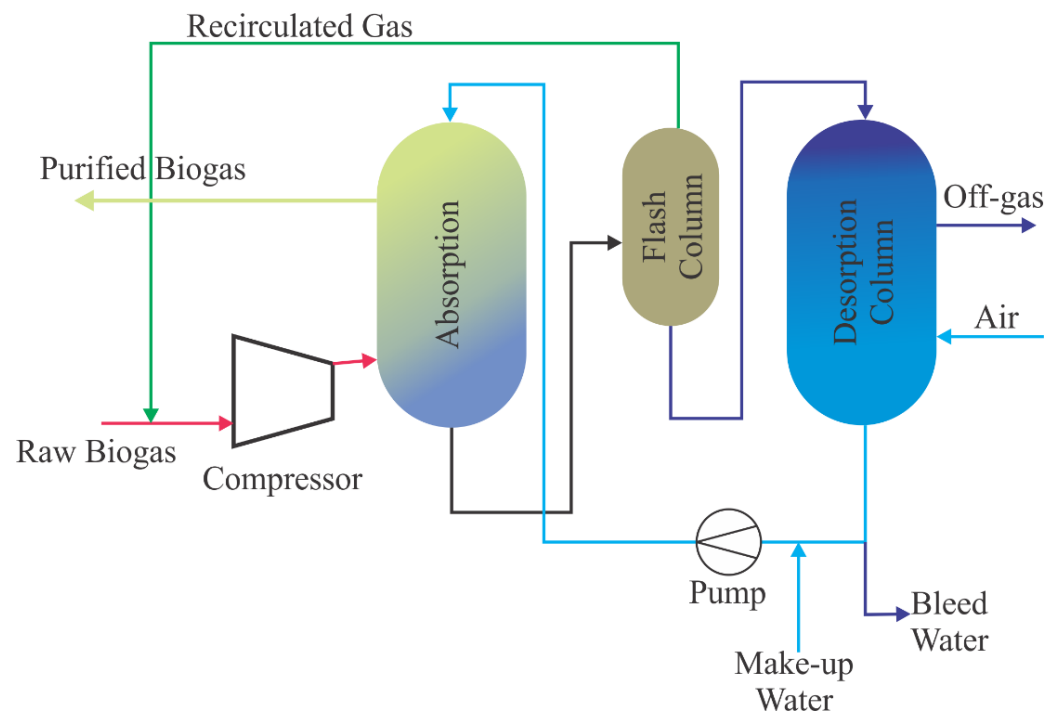 Recirculated Gas
Purified Biogas
Absorption
Flash
Column
Desorption
Column
Off-gas
Air
Raw Biogas
Compressor
Pump
Bleed
Water
Make-up
Water